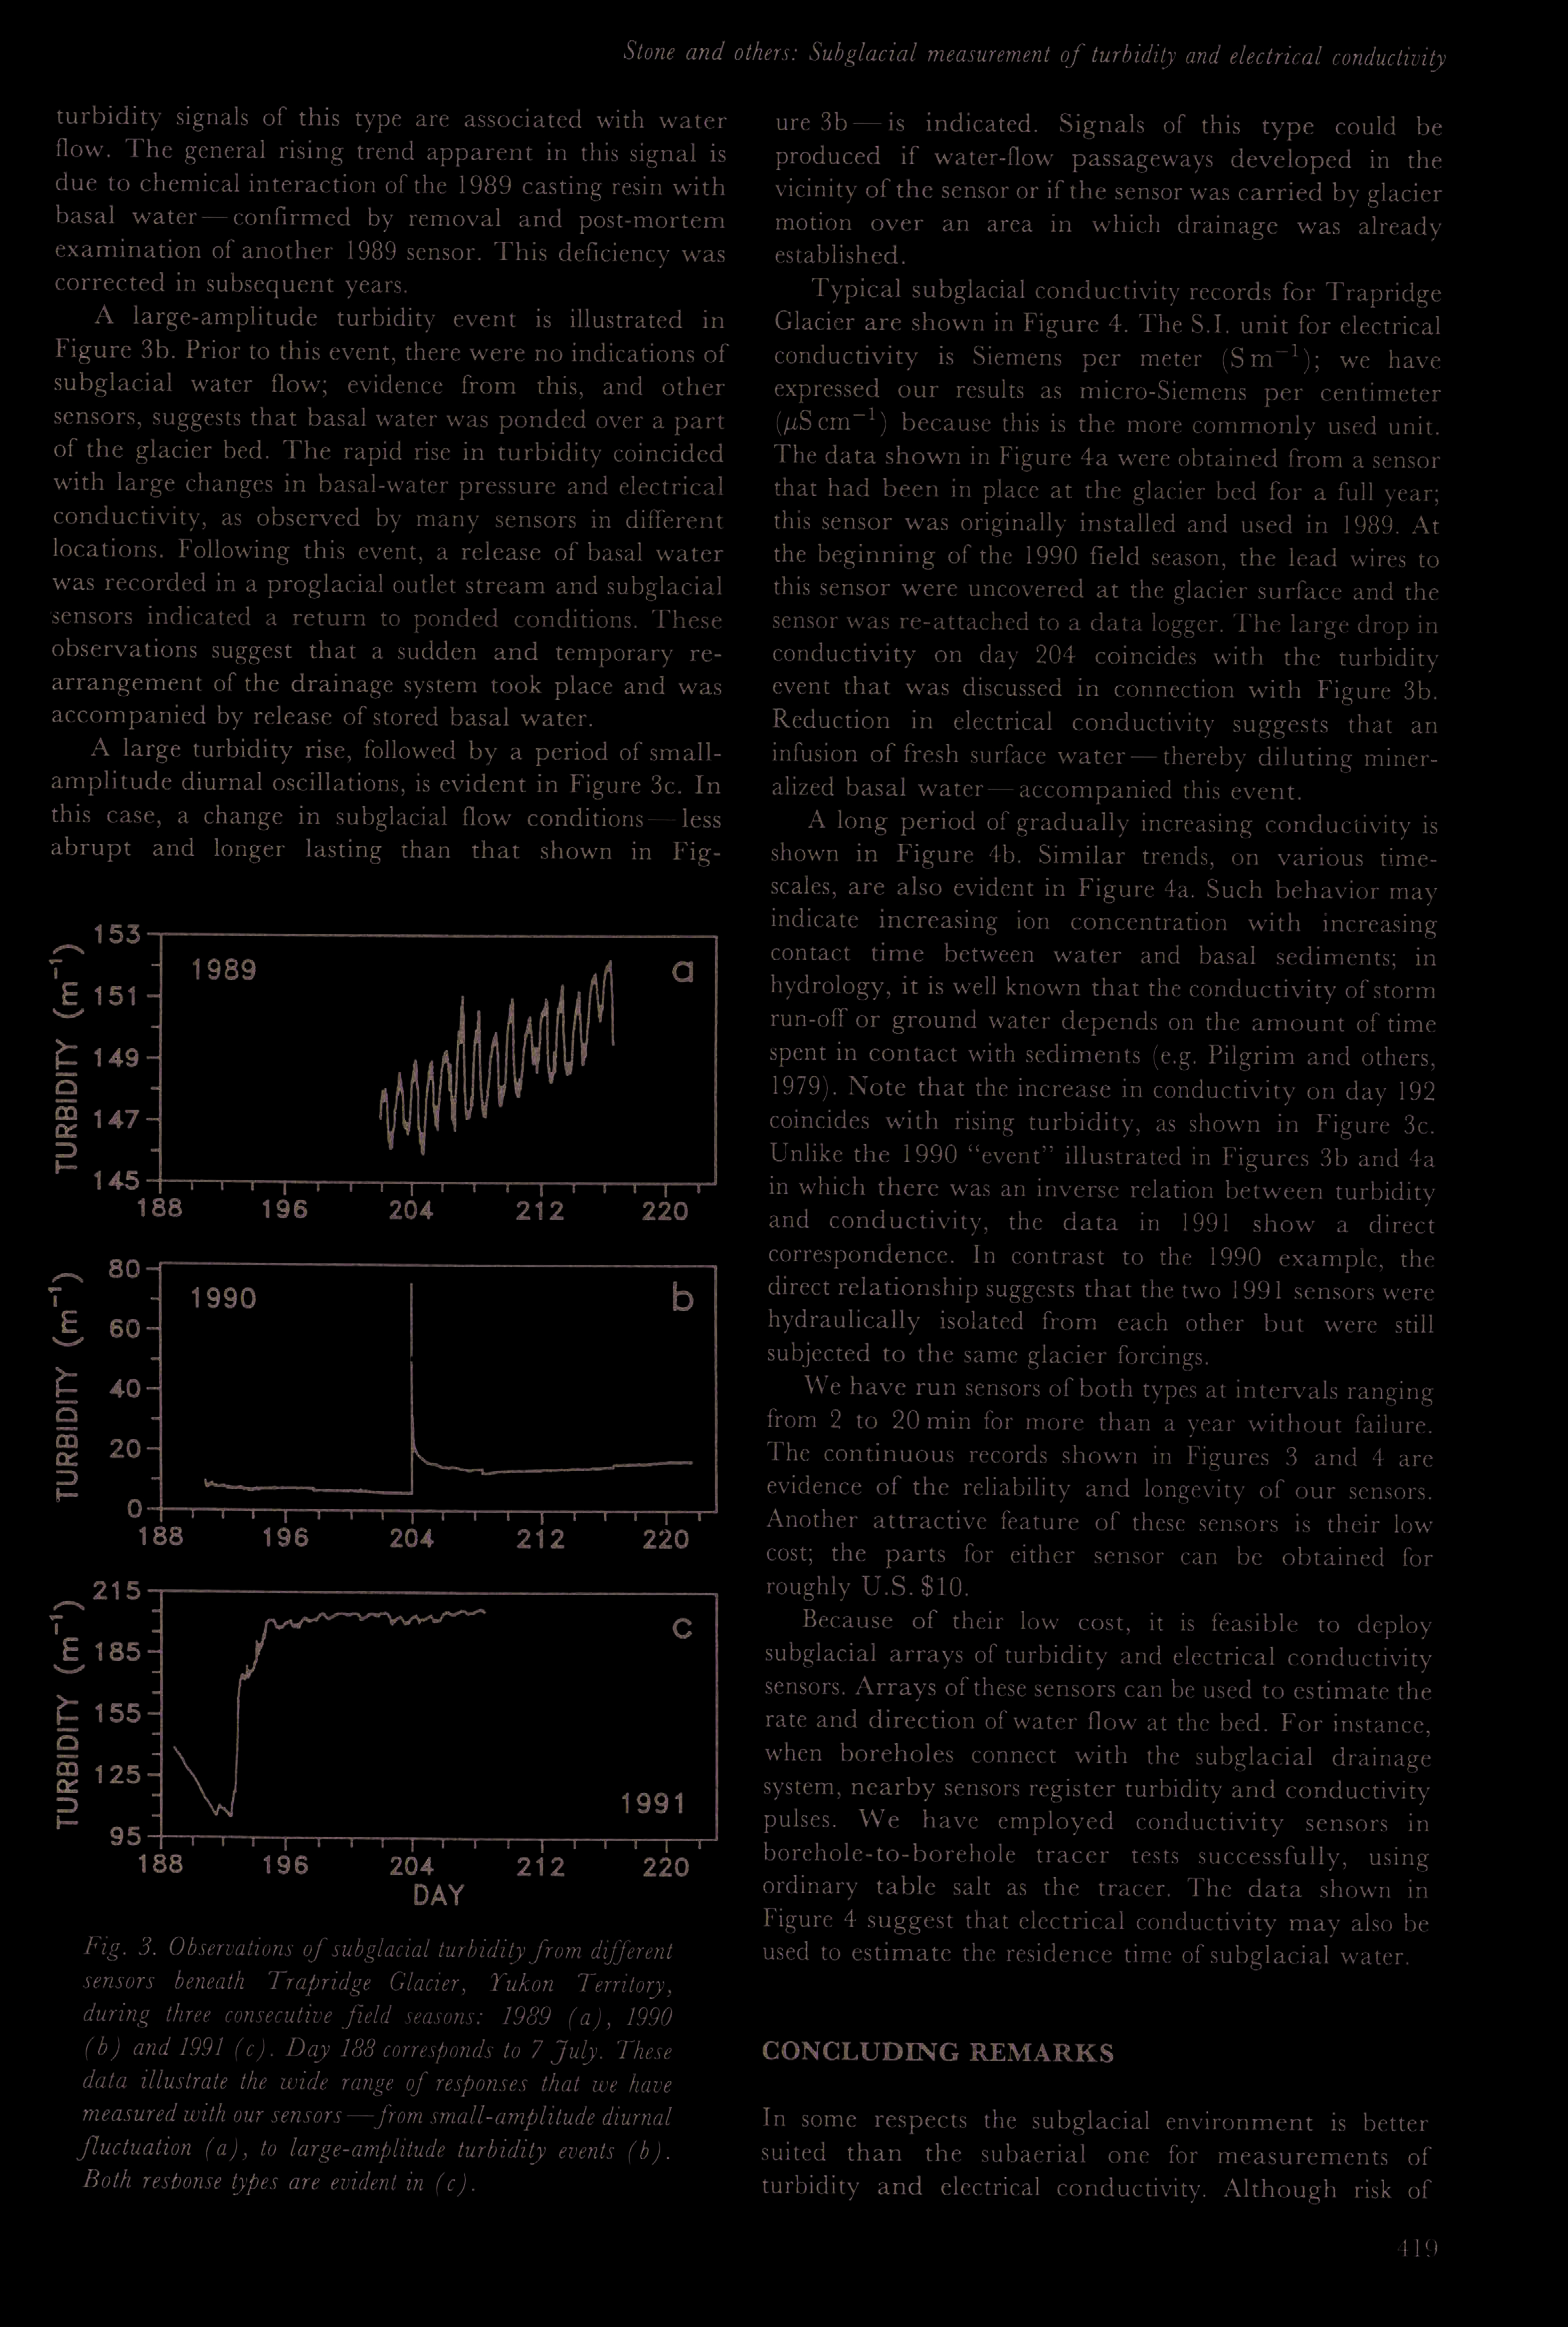 Stone and others: Subglacial measurement of turbidity and electrical conductivity
turbidity signals of this type are associated with water
flow. The general rising trend apparent in this signal is
due to chemical interaction of the 1989 casting resin with
basal water—confirmed by removal and post-mortem
examination of another 1989 sensor. This deficiency was
corrected in subsequent years.
A large-amplitude turbidity event is illustrated in
Figure 3b. Prior to this event, there were no indications of
subglacial water flow; evidence from this, and other
sensors, suggests that basal water was ponded over a part
of the glacier bed. The rapid rise in turbidity coincided
with large changes in basal-water pressure and electrical
conductivity, as observed by many sensors in different
locations. Following this event, a release of basal water
was recorded in a proglacial outlet stream and subglacial
sensors indicated a return to ponded conditions. These
observations suggest that a sudden and temporary re-
arrangement of the drainage system took place and was
accompanied by release of stored basal water.
A large turbidity rise, followed by a period of small-
amplitude diurnal oscillations, is evident in Figure 3c. In
this case, a change in subglacial flow conditions—less
abrupt and longer lasting than that shown in Fig-
153
151
149
147
145
TURBIDITY (m⁻¹)
1989
a
188 196 204 212 220
80
60
40
20
0
TURBIDITY (m⁻¹)
1990
b
188 196 204 212 220
215
185
155
125
95
TURBIDITY (m⁻¹)
c
1991
188 196 204 212 220
DAY
Fig. 3. Observations of subglacial turbidity from different
sensors beneath Trapridge Glacier, Yukon Territory,
during three consecutive field seasons: 1989 (a), 1990
(b) and 1991 (c). Day 188 corresponds to 7 July. These
data illustrate the wide range of responses that we have
measured with our sensors—from small-amplitude diurnal
fluctuation (a), to large-amplitude turbidity events (b).
Both response types are evident in (c).
ure 3b—is indicated. Signals of this type could be
produced if water-flow passageways developed in the
vicinity of the sensor or if the sensor was carried by glacier
motion over an area in which drainage was already
established.
Typical subglacial conductivity records for Trapridge
Glacier are shown in Figure 4. The S.I. unit for electrical
conductivity is Siemens per meter (S m⁻¹); we have
expressed our results as micro-Siemens per centimeter
(μS cm⁻¹) because this is the more commonly used unit.
The data shown in Figure 4a were obtained from a sensor
that had been in place at the glacier bed for a full year;
this sensor was originally installed and used in 1989. At
the beginning of the 1990 field season, the lead wires to
this sensor were uncovered at the glacier surface and the
sensor was re-attached to a data logger. The large drop in
conductivity on day 204 coincides with the turbidity
event that was discussed in connection with Figure 3b.
Reduction in electrical conductivity suggests that an
infusion of fresh surface water—thereby diluting miner-
alized basal water—accompanied this event.
A long period of gradually increasing conductivity is
shown in Figure 4b. Similar trends, on various time-
scales, are also evident in Figure 4a. Such behavior may
indicate increasing ion concentration with increasing
contact time between water and basal sediments; in
hydrology, it is well known that the conductivity of storm
run-off or ground water depends on the amount of time
spent in contact with sediments (e.g. Pilgrim and others,
1979). Note that the increase in conductivity on day 192
coincides with rising turbidity, as shown in Figure 3c.
Unlike the 1990 “event” illustrated in Figures 3b and 4a
in which there was an inverse relation between turbidity
and conductivity, the data in 1991 show a direct
correspondence. In contrast to the 1990 example, the
direct relationship suggests that the two 1991 sensors were
hydraulically isolated from each other but were still
subjected to the same glacier forcings.
We have run sensors of both types at intervals ranging
from 2 to 20 min for more than a year without failure.
The continuous records shown in Figures 3 and 4 are
evidence of the reliability and longevity of our sensors.
Another attractive feature of these sensors is their low
cost; the parts for either sensor can be obtained for
roughly U.S. $10.
Because of their low cost, it is feasible to deploy
subglacial arrays of turbidity and electrical conductivity
sensors. Arrays of these sensors can be used to estimate the
rate and direction of water flow at the bed. For instance,
when boreholes connect with the subglacial drainage
system, nearby sensors register turbidity and conductivity
pulses. We have employed conductivity sensors in
borehole-to-borehole tracer tests successfully, using
ordinary table salt as the tracer. The data shown in
Figure 4 suggest that electrical conductivity may also be
used to estimate the residence time of subglacial water.
CONCLUDING REMARKS
In some respects the subglacial environment is better
suited than the subaerial one for measurements of
turbidity and electrical conductivity. Although risk of
419